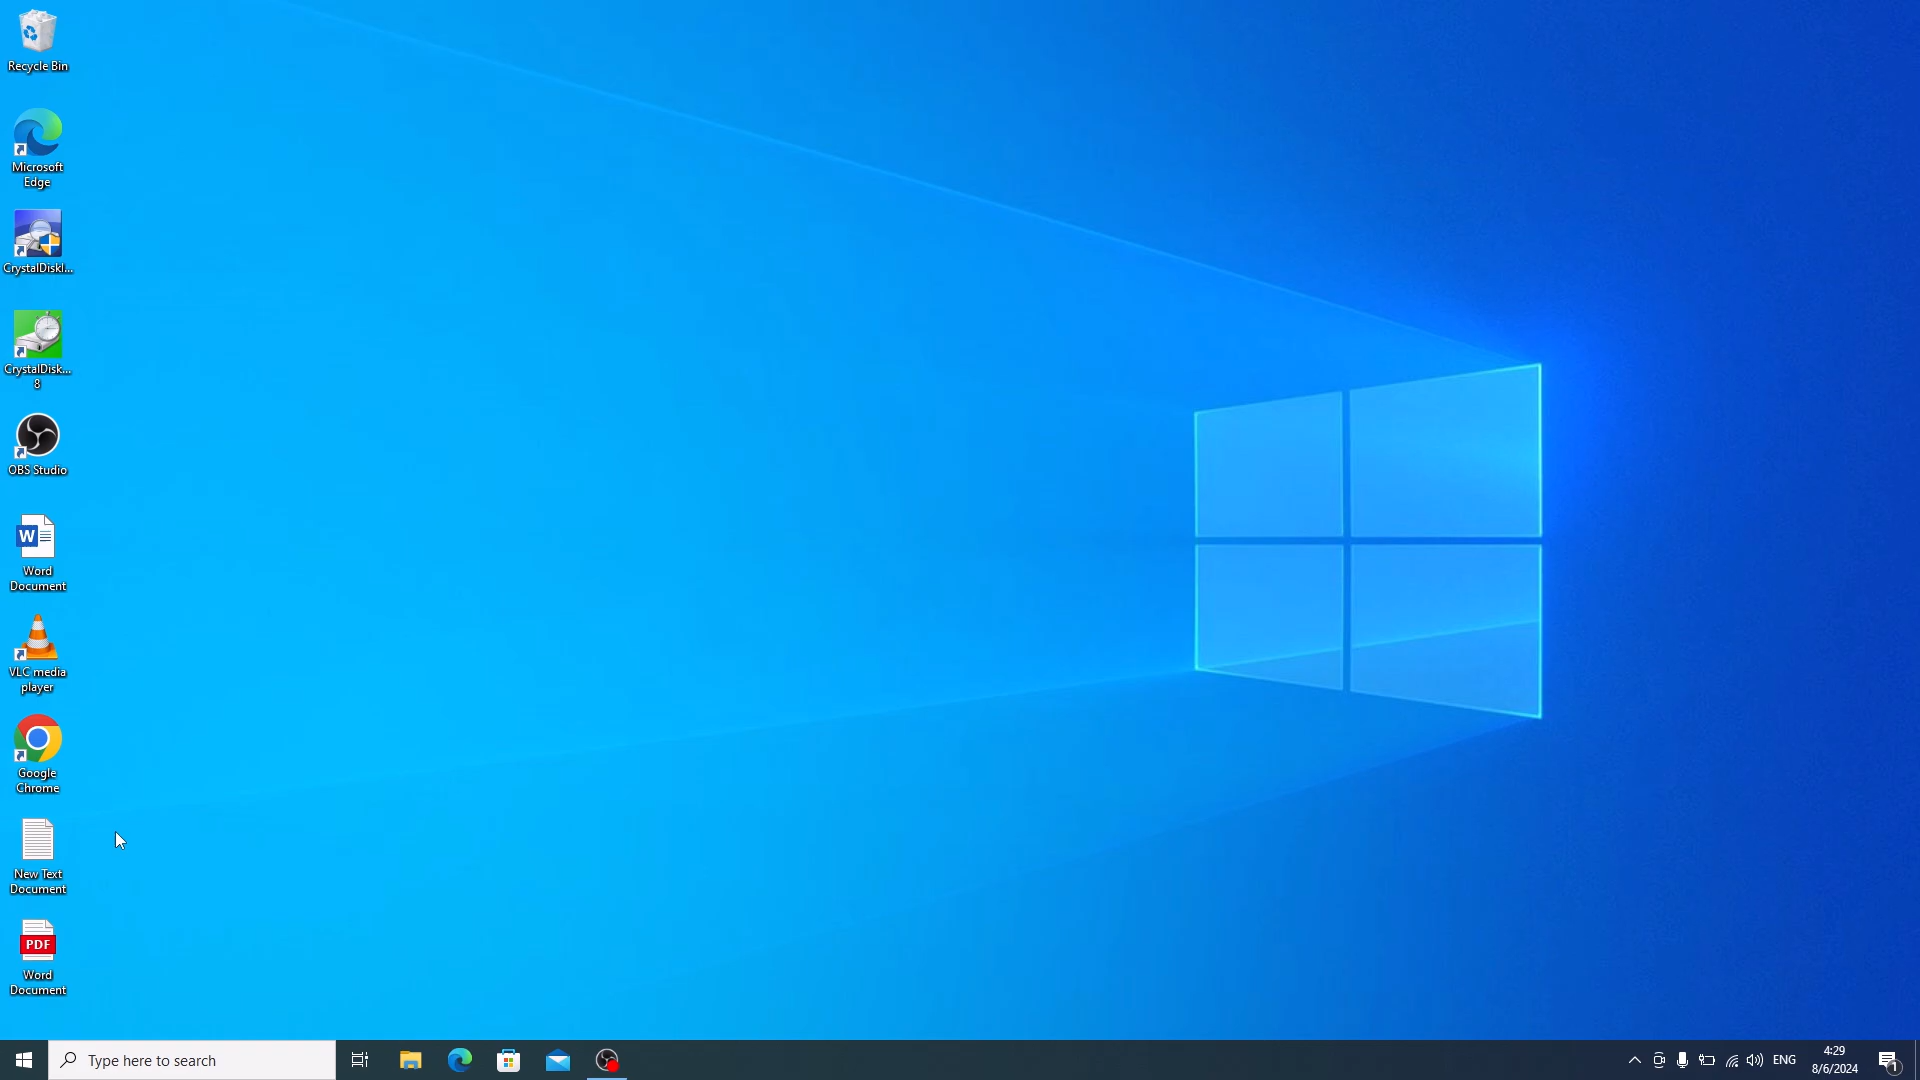 Recycle Bin
Microsoft
Edge
CrystalDiskI...
CrystalDisk...
8
OBS Studio
W
Word
Document
VLC media
player
Google
Chrome
New Text
Document
PDF
Word
Document
Type here to search
ENG
4:29
8/6/2024
1